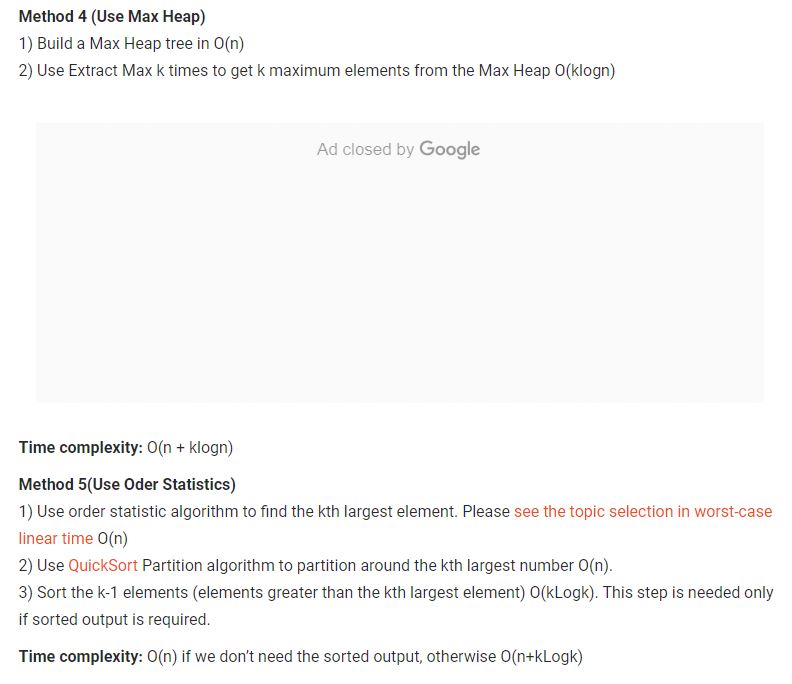 Method 4 (Use Max Heap)
1) Build a Max Heap tree in O(n)
2) Use Extract Max k times to get k maximum elements from the Max Heap O(klogn)
Ad closed by Google
Time complexity: O(n + klogn)
Method 5(Use Oder Statistics)
1) Use order statistic algorithm to find the kth largest element. Please see the topic selection in worst-case
linear time O(n)
2) Use QuickSort Partition algorithm to partition around the kth largest number O(n).
3) Sort the k-1 elements (elements greater than the kth largest element) O(kLogk). This step is needed only
if sorted output is required.
Time complexity: O(n) if we don’t need the sorted output, otherwise O(n+kLogk)